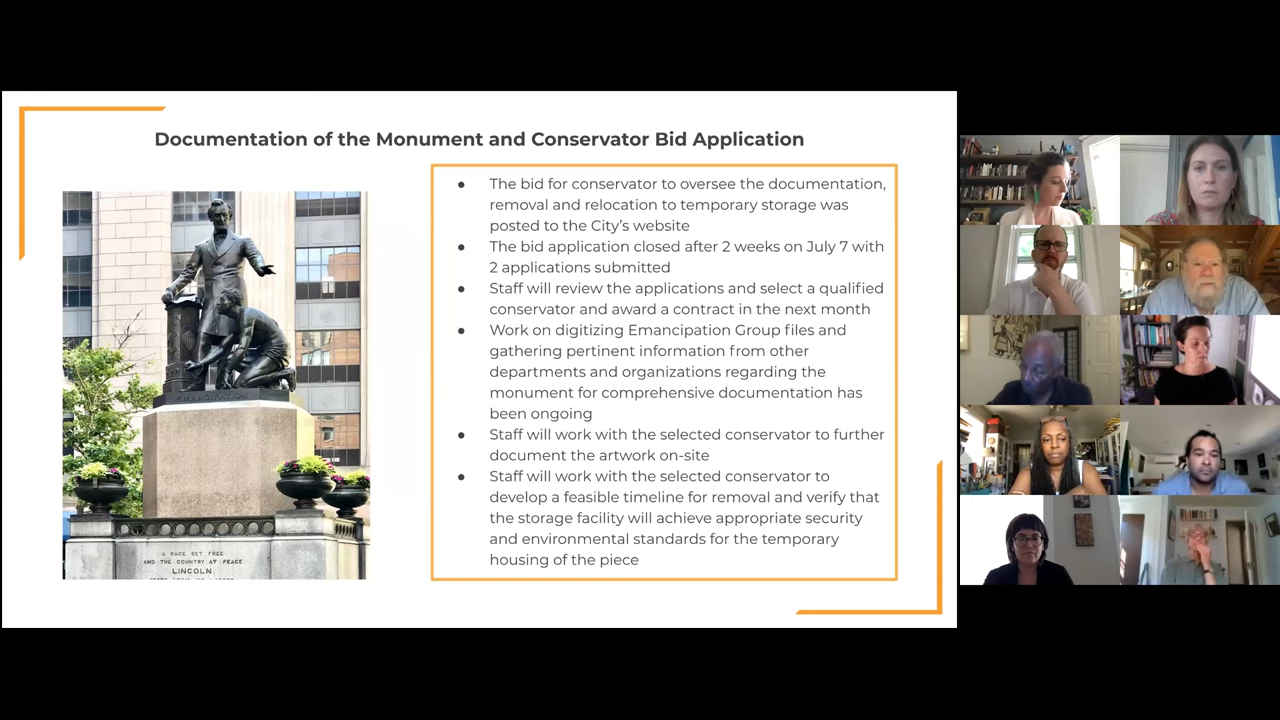 Documentation of the Monument and Conservator Bid Application
● The bid for conservator to oversee the documentation,
removal and relocation to temporary storage was
posted to the City's website
● The bid application closed after 2 weeks on July 7 with
2 applications submitted
● Staff will review the applications and select a qualified
conservator and award a contract in the next month
● Work on digitizing Emancipation Group files and
gathering pertinent information from other
departments and organizations regarding the
monument for comprehensive documentation has
been ongoing
● Staff will work with the selected conservator to further
document the artwork on-site
● Staff will work with the selected conservator to
develop a feasible timeline for removal and verify that
the storage facility will achieve appropriate security
and environmental standards for the temporary
housing of the piece
EMANCIPATION
A RACE SET FREE
AND THE COUNTRY AT PEACE
LINCOLN